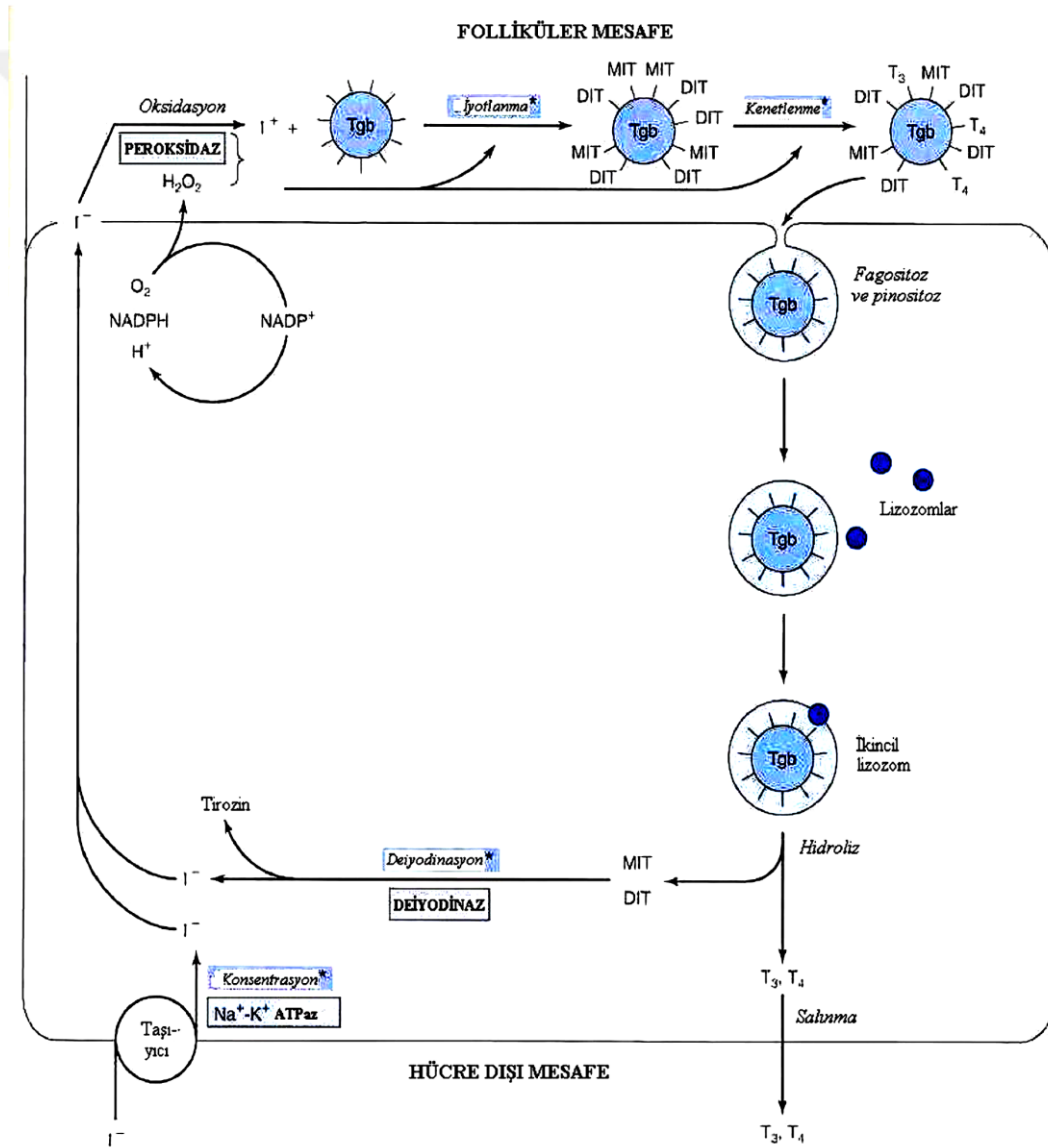 FOLLİKÜLER MESAFE
Oksidasyon
PEROKSİDAZ
H₂O₂
I⁺ +
Tgb
İyotlanma*
MIT MIT
DIT DIT
DIT
Tgb
MIT MIT
DIT DIT
Kenetlenme*
T₃ MIT
DIT DIT
Tgb T₄
MIT DIT
DIT T₄
I⁻
O₂
NADPH
H⁺
NADP⁺
Tgb
Fagositoz
ve pinositoz
Tgb
Lizozomlar
Tgb
İkincil
lizozom
Hidroliz
Tirozin
Deiyodinasyon*
DEİYODİNAZ
MIT
DIT
I⁻
I⁻
Konsentrasyon*
Na⁺-K⁺ ATPaz
Taşı-
yıcı
T₃, T₄
Salınma
HÜCRE DIŞI MESAFE
I⁻
T₃, T₄